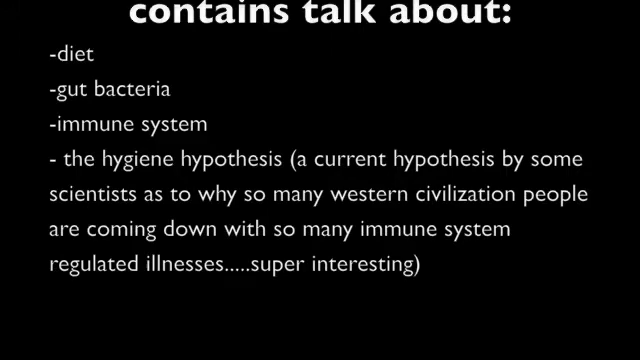 contains talk about:
-diet
-gut bacteria
-immune system
- the hygiene hypothesis (a current hypothesis by some
scientists as to why so many western civilization people
are coming down with so many immune system
regulated illnesses.....super interesting)